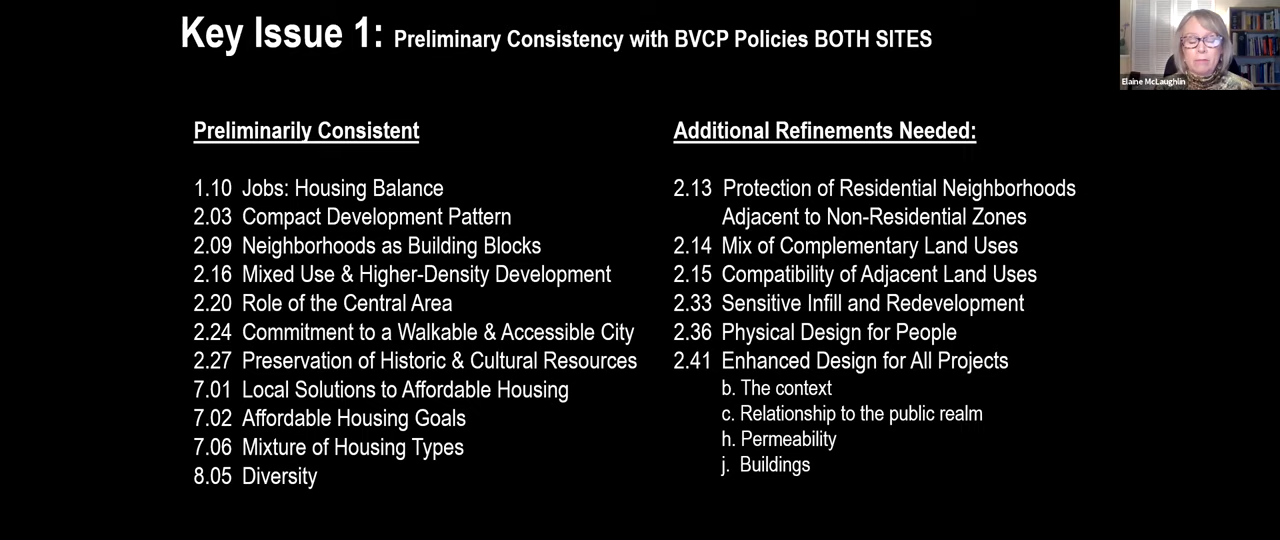 Key Issue 1: Preliminary Consistency with BVCP Policies BOTH SITES
Elaine McLaughlin
Preliminarily Consistent
1.10 Jobs: Housing Balance
2.03 Compact Development Pattern
2.09 Neighborhoods as Building Blocks
2.16 Mixed Use & Higher-Density Development
2.20 Role of the Central Area
2.24 Commitment to a Walkable & Accessible City
2.27 Preservation of Historic & Cultural Resources
7.01 Local Solutions to Affordable Housing
7.02 Affordable Housing Goals
7.06 Mixture of Housing Types
8.05 Diversity
Additional Refinements Needed:
2.13 Protection of Residential Neighborhoods
Adjacent to Non-Residential Zones
2.14 Mix of Complementary Land Uses
2.15 Compatibility of Adjacent Land Uses
2.33 Sensitive Infill and Redevelopment
2.36 Physical Design for People
2.41 Enhanced Design for All Projects
b. The context
c. Relationship to the public realm
h. Permeability
j. Buildings